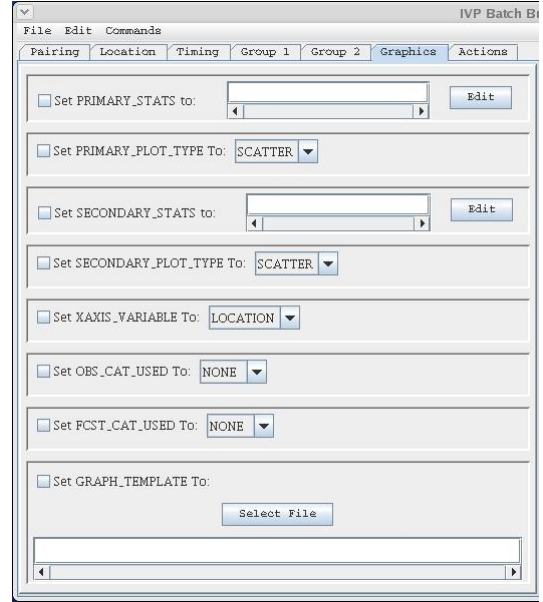 IVP Batch B
File Edit Commands
Pairing Location Timing Group 1 Group 2 Graphics Actions
Set PRIMARY_STATS to: Edit
Set PRIMARY_PLOT_TYPE To: SCATTER
Set SECONDARY_STATS to: Edit
Set SECONDARY_PLOT_TYPE To: SCATTER
Set XAXIS_VARIABLE To: LOCATION
Set OBS_CAT_USED To: NONE
Set FCST_CAT_USED To: NONE
Set GRAPH_TEMPLATE To:
Select File